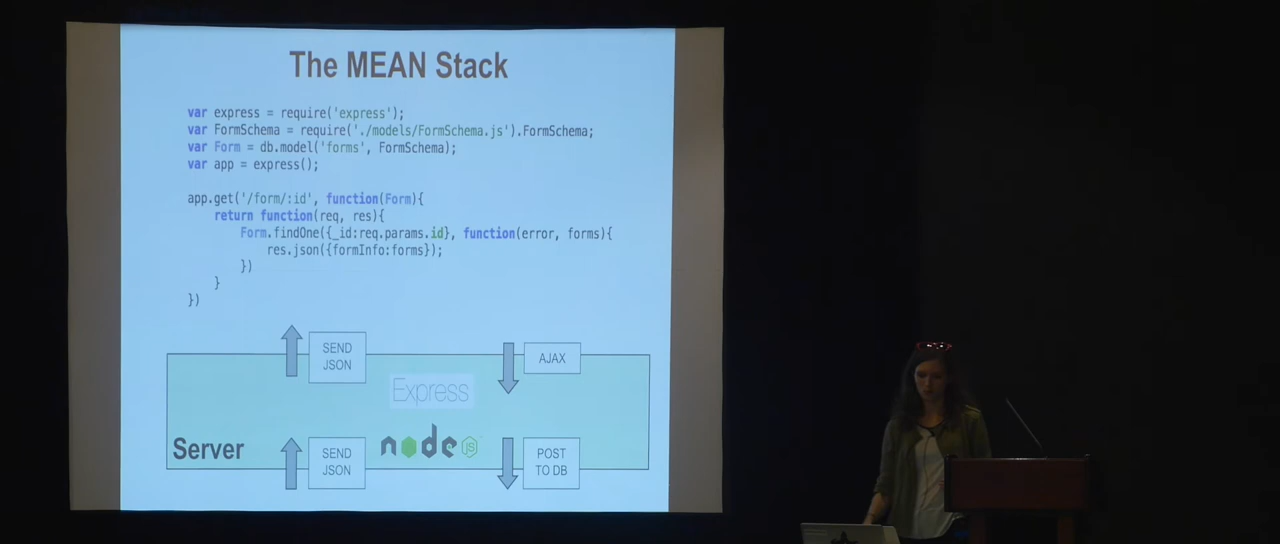 The MEAN Stack
var express = require('express');
var FormSchema = require('./models/FormSchema.js').FormSchema;
var Form = db.model('forms', FormSchema);
var app = express();
app.get('/form/:id', function(Form){
return function(req, res){
Form.findOne({_id:req.params.id}, function(error, forms){
res.json({formInfo:forms});
})
}
})
SEND
JSON
AJAX
Express
Server
node
JS
SEND
JSON
POST
TO DB